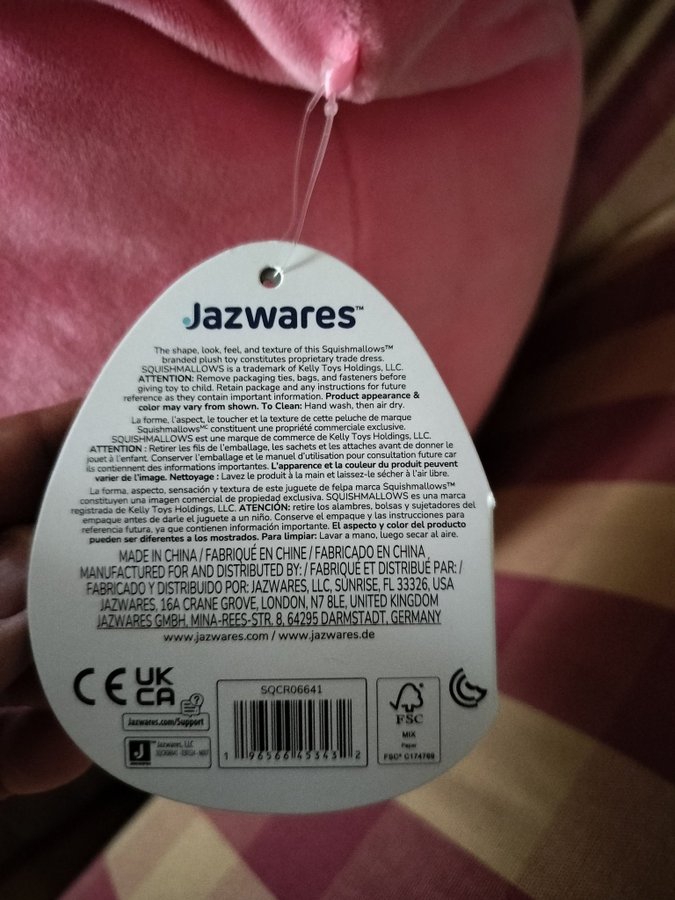 Jazwares™
The shape, look, feel, and texture of this Squishmallows™
branded plush toy constitutes proprietary trade dress.
SQUISHMALLOWS is a trademark of Kelly Toys Holdings, LLC.
ATTENTION: Remove packaging ties, bags, and fasteners before
giving toy to child. Retain package and any instructions for future
reference as they contain important information. Product appearance &
color may vary from shown. To Clean: Hand wash, then air dry.
La forme, l'aspect, le toucher et la texture de cette peluche de marque
Squishmallows^MC constituent une propriété commerciale exclusive.
SQUISHMALLOWS est une marque de commerce de Kelly Toys Holdings, LLC.
ATTENTION : Retirer les fils de l'emballage, les sachets et les attaches avant de donner le
jouet à l'enfant. Conserver l'emballage et le manuel d'utilisation pour consultation future car
ils contiennent des informations importantes. L'apparence et la couleur du produit peuvent
varier de l'image. Nettoyage : Lavez le produit à la main et laissez-le sécher à l'air libre.
La forma, aspecto, sensación y textura de este juguete de felpa marca Squishmallows™
constituyen una imagen comercial de propiedad exclusiva. SQUISHMALLOWS es una marca
registrada de Kelly Toys Holdings, LLC. ATENCIÓN: retire los alambres, bolsas y sujetadores del
empaque antes de darle el juguete a un niño. Conserve el empaque y las instrucciones para
referencia futura, ya que contienen información importante. El aspecto y color del producto
pueden ser diferentes a los mostrados. Para limpiar: Lavar a mano, luego secar al aire.
MADE IN CHINA / FABRIQUÉ EN CHINE / FABRICADO EN CHINA
MANUFACTURED FOR AND DISTRIBUTED BY: / FABRIQUÉ ET DISTRIBUÉ PAR: /
FABRICADO Y DISTRIBUIDO POR: JAZWARES, LLC, SUNRISE, FL 33326, USA
JAZWARES, 16A CRANE GROVE, LONDON, N7 8LE, UNITED KINGDOM
JAZWARES GMBH, MINA-REES-STR. 8, 64295 DARMSTADT, GERMANY
www.jazwares.com / www.jazwares.de
CE
UK
CA
?
Jazwares.com/Support
J
Jazwares, LLC
SQCR06641
1 96566 45343 2
FSC
MIX
Paper
FSC® C174769